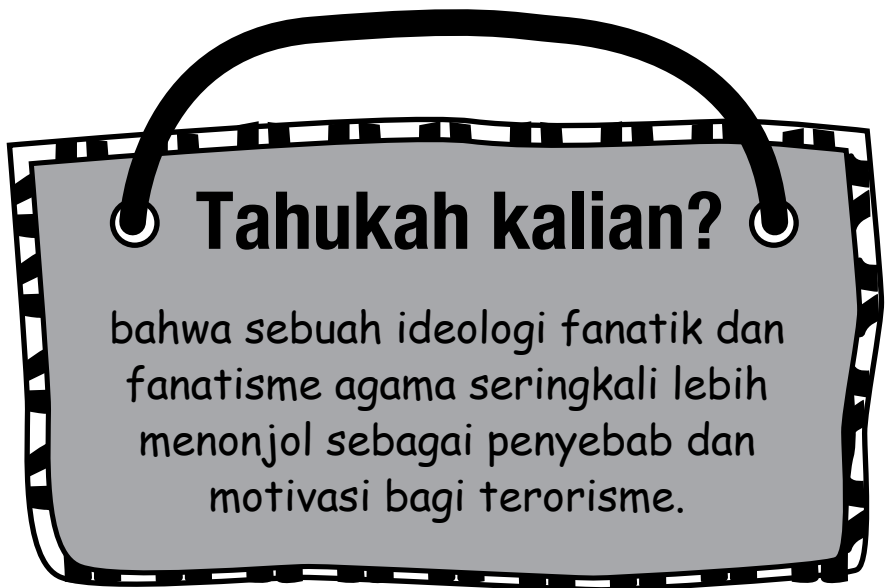 Tahukah kalian?
bahwa sebuah ideologi fanatik dan
fanatisme agama seringkali lebih
menonjol sebagai penyebab dan
motivasi bagi terorisme.